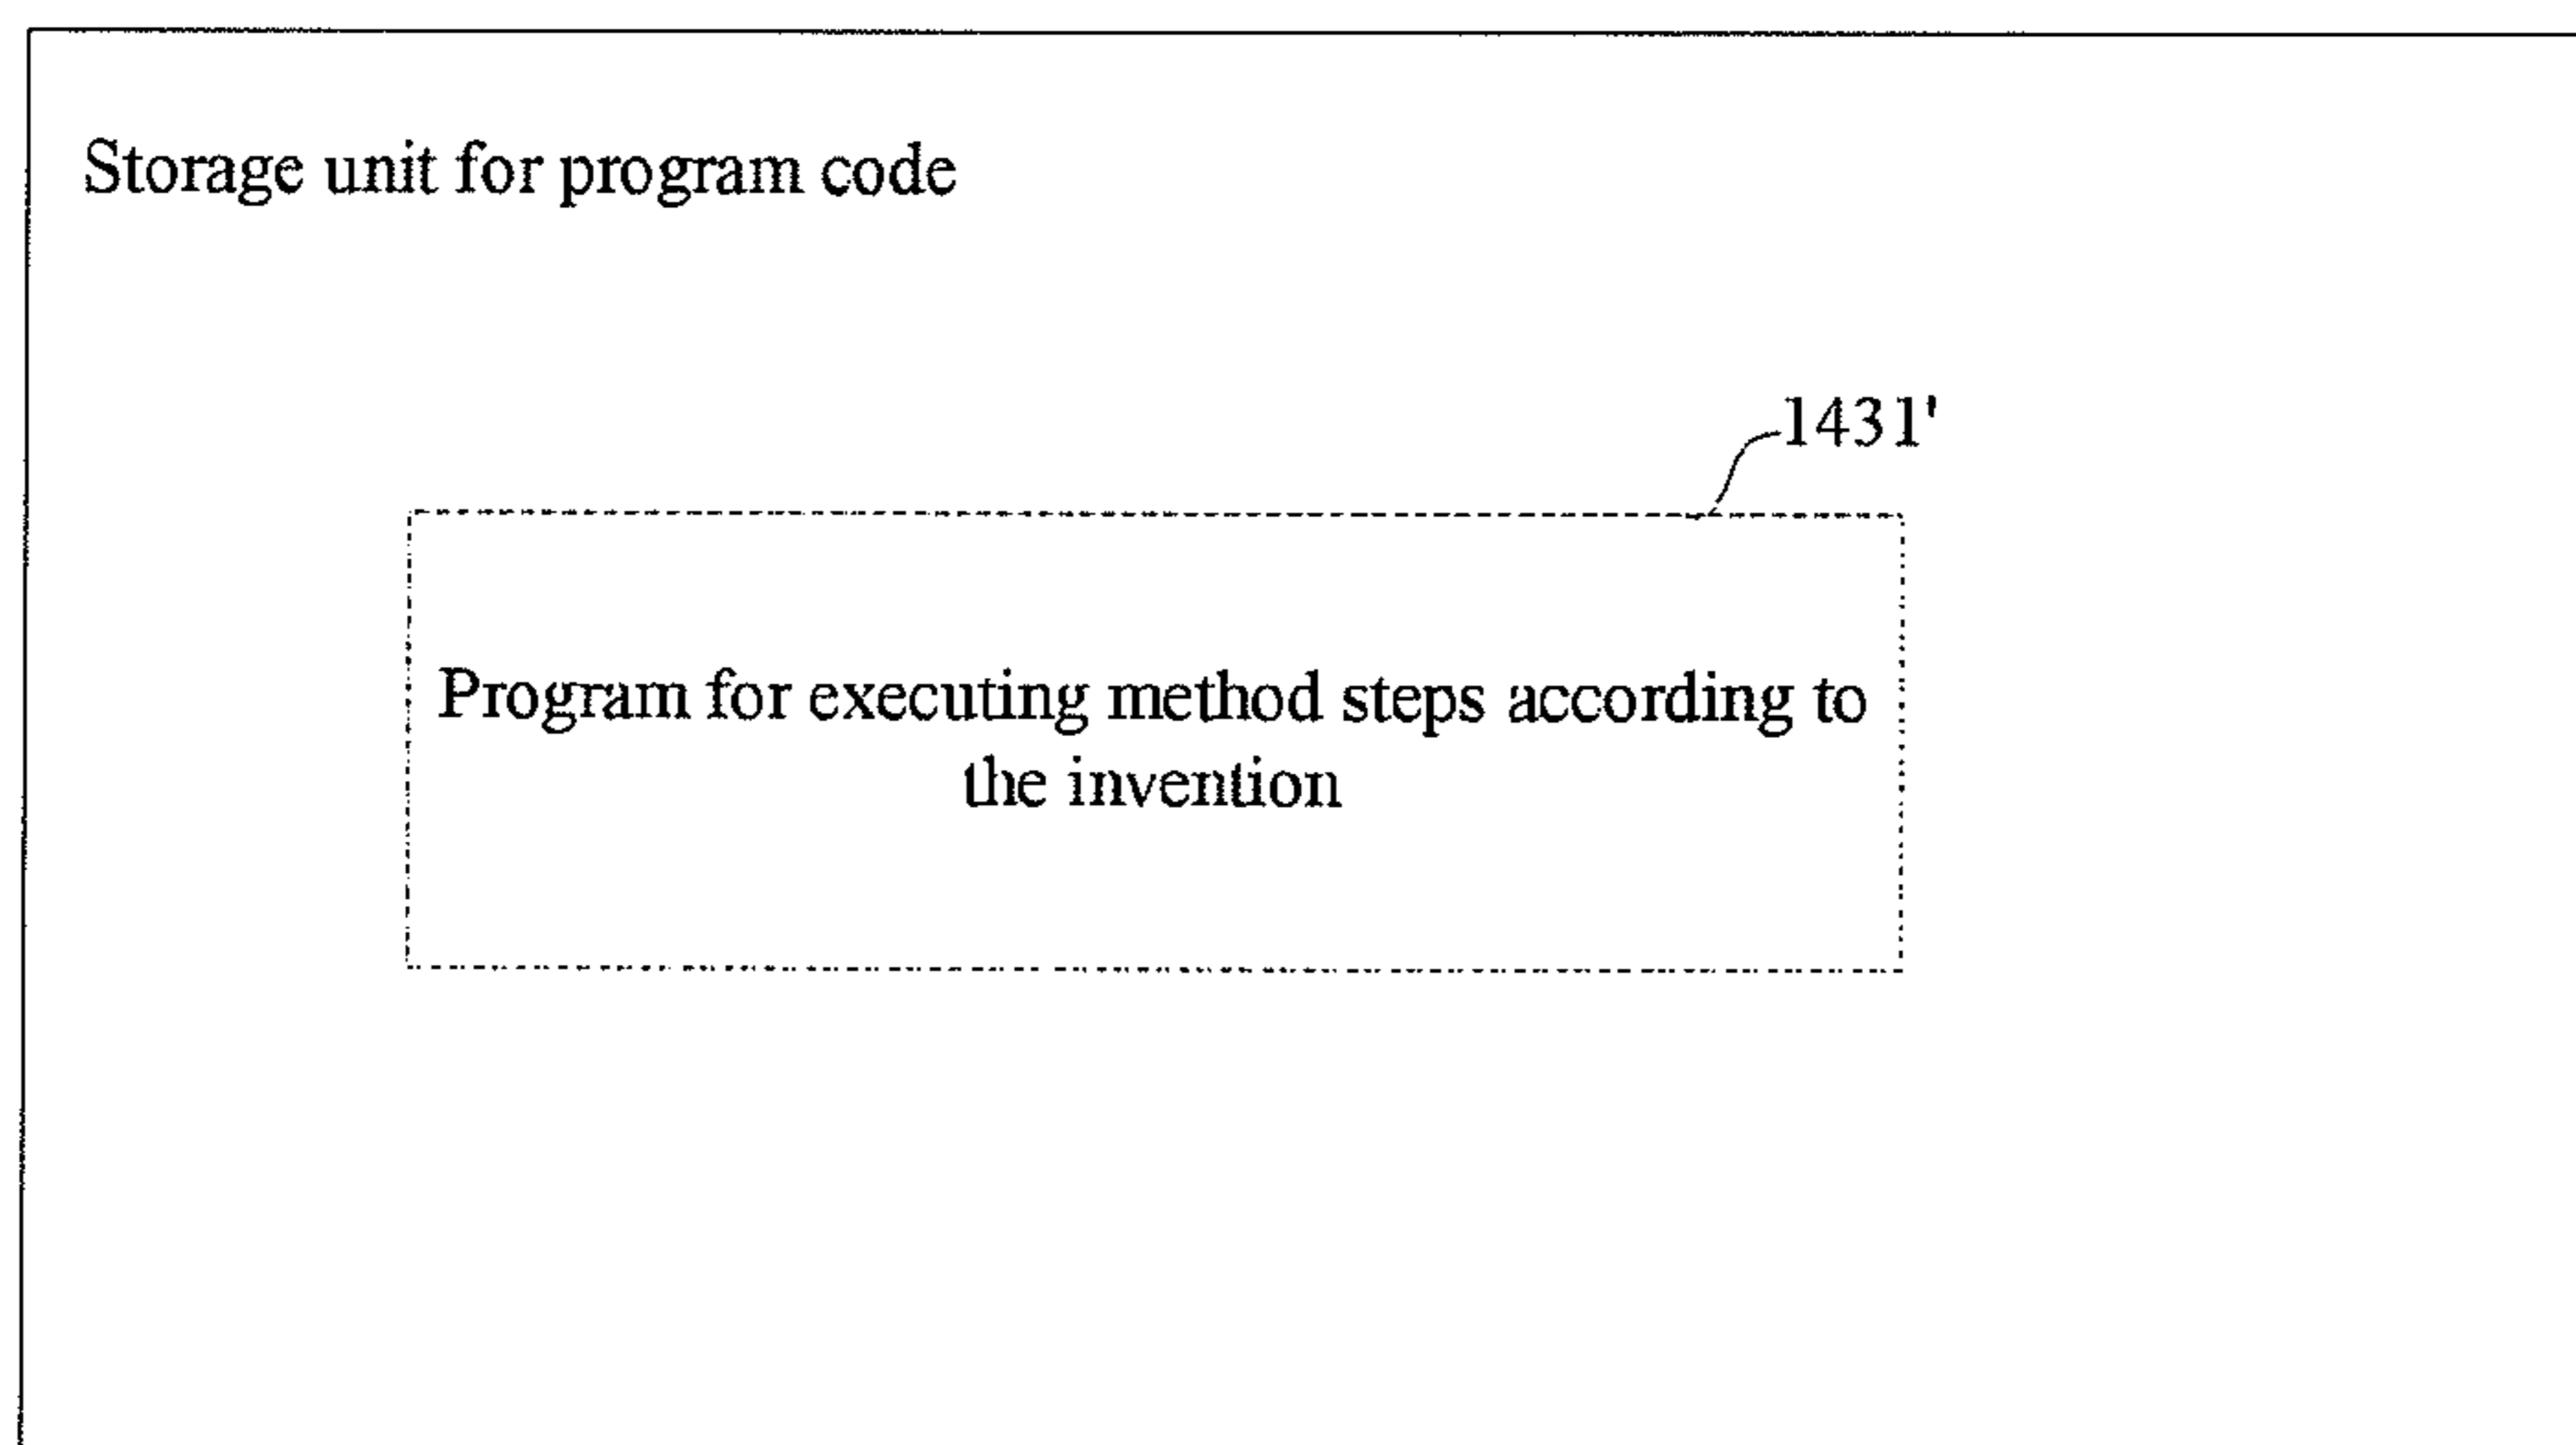 Storage unit for program code
1431'
Program for executing method steps according to
the invention